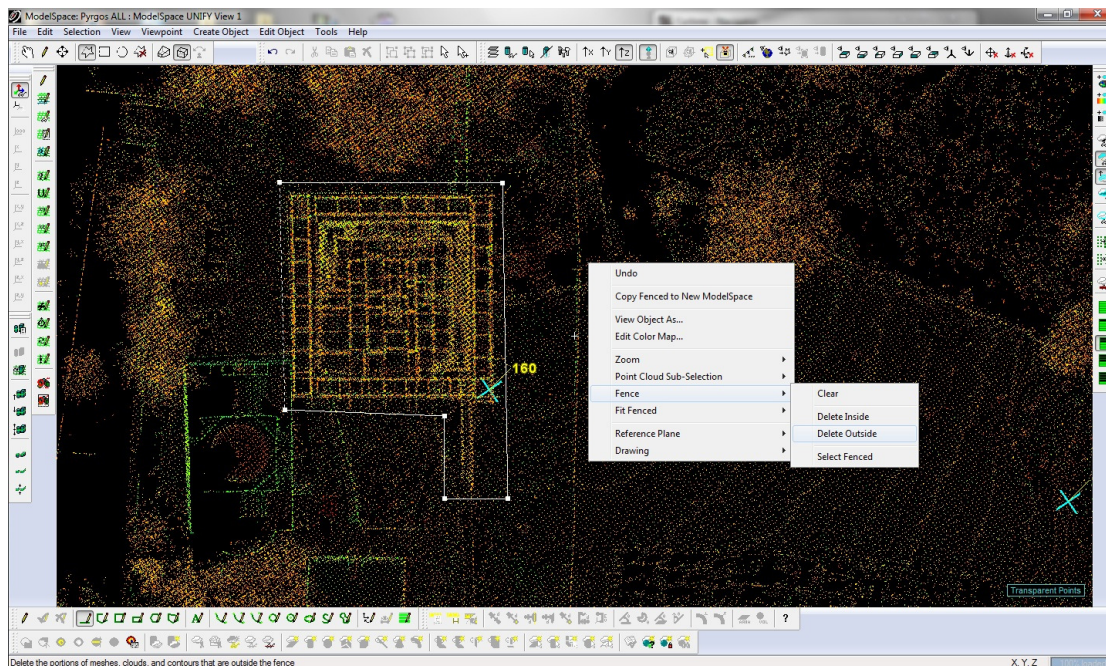 ModelSpace: Pyrgos ALL : ModelSpace UNIFY View 1
File Edit Selection View Viewpoint Create Object Edit Object Tools Help
Undo
Copy Fenced to New ModelSpace
View Object As...
Edit Color Map...
Zoom
Point Cloud Sub-Selection
Fence
Fit Fenced
Reference Plane
Drawing
Clear
Delete Inside
Delete Outside
Select Fenced
160
Transparent Points
Delete the portions of meshes, clouds, and contours that are outside the fence
X, Y, Z